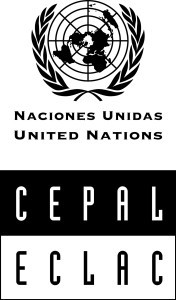 NACIONES UNIDAS
UNITED NATIONS
CEPAL
ECLAC